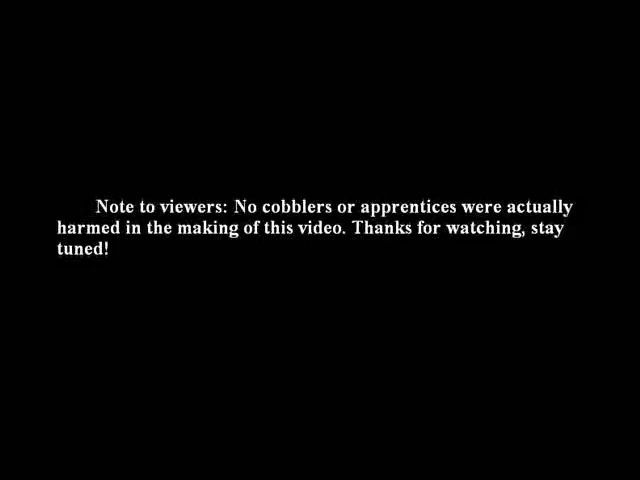 Note to viewers: No cobblers or apprentices were actually
harmed in the making of this video. Thanks for watching, stay
tuned!